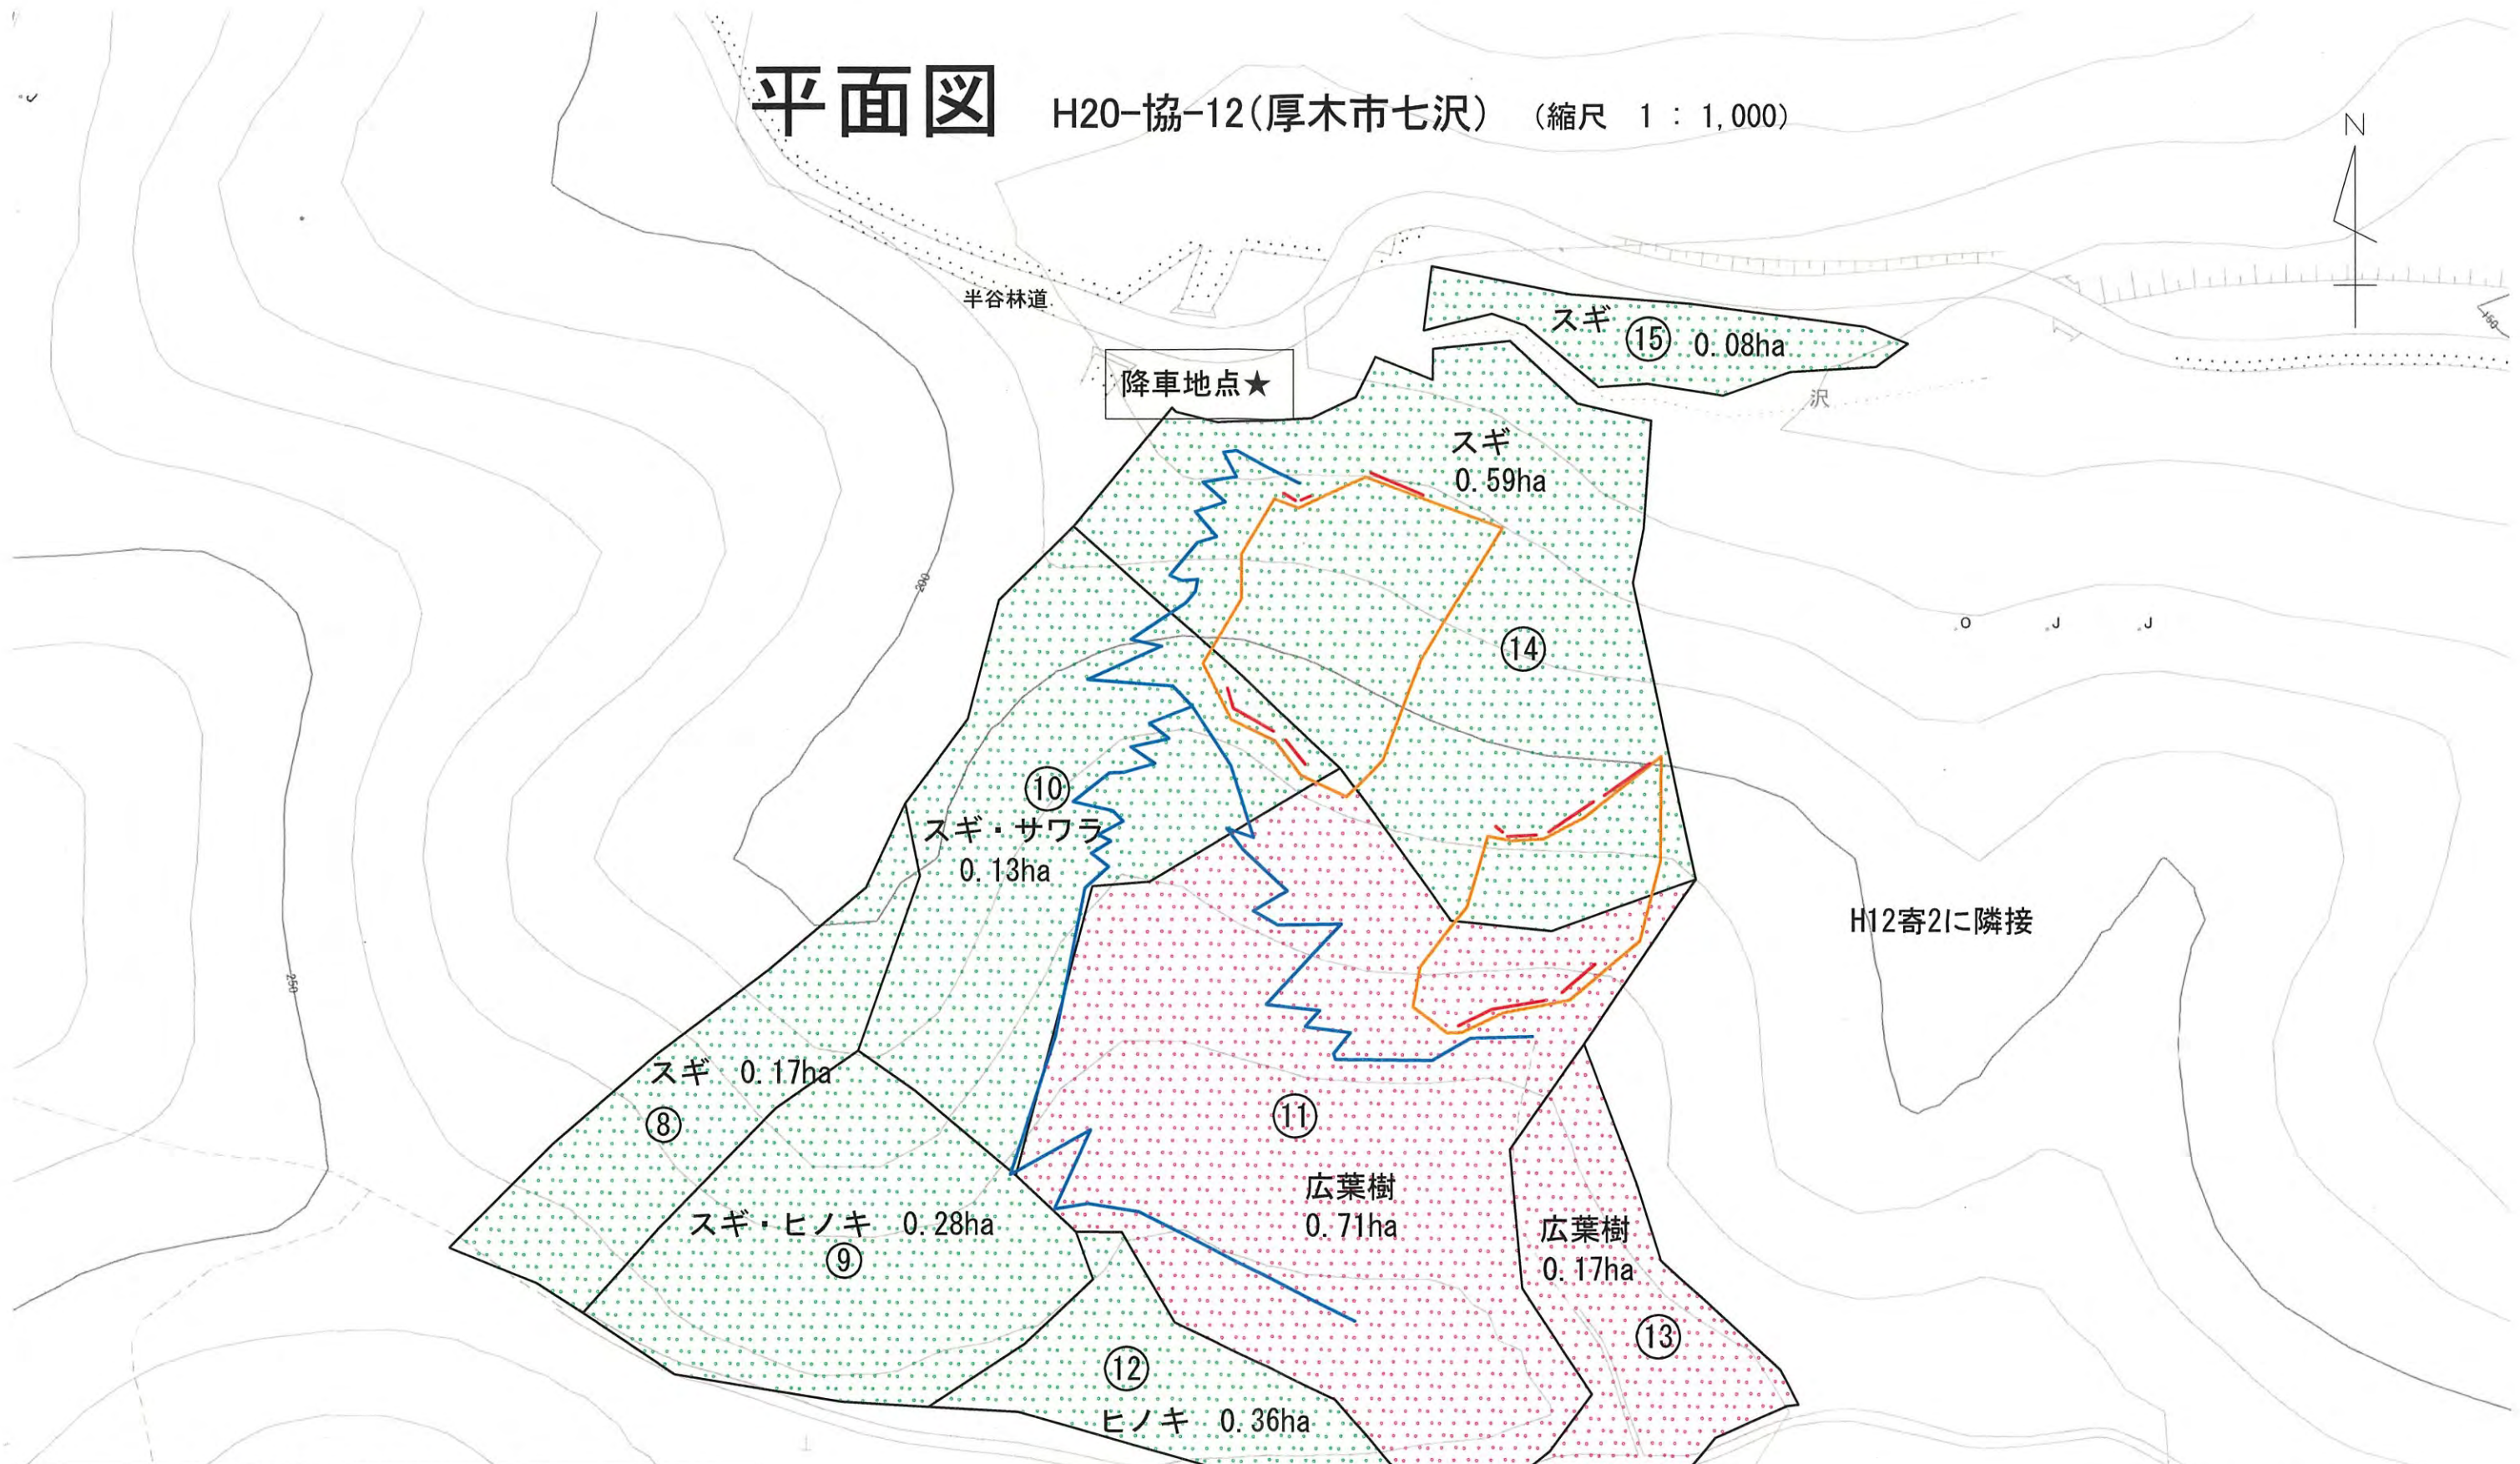 平面図 H20-協-12(厚木市七沢) (縮尺 1 : 1,000)
N
半谷林道
スギ ⑮ 0.08ha
150
降車地点★
沢
スギ
0.59ha
200
⑭
⑩
スギ・サワラ
0.13ha
H12寄2に隣接
250
スギ 0.17ha
⑧
⑪
広葉樹
0.71ha
スギ・ヒノキ 0.28ha
⑨
広葉樹
0.17ha
⑬
⑫
ヒノキ 0.36ha